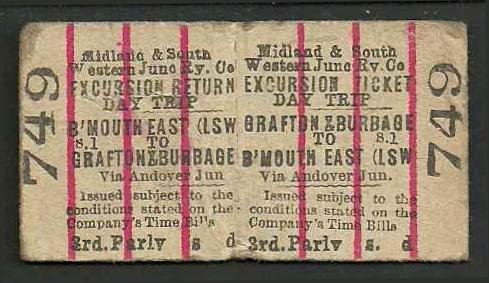 749
Midland & South
Western Junc Ry. Co
EXCURSION RETURN
DAY TRIP
B'MOUTH EAST (LSW
S.1 TO
GRAFTON&BURBAGE
Via Andover Jun
Issued subject to the
conditions stated on the
Company's Time Bills
3rd. Parly s d
Midland & South
Western Junc Ry. Co
EXCURSION TICKET
DAY TRIP
GRAFTON&BURBAGE
TO S.1
B'MOUTH EAST (LSW
Via Andover Jun.
Issued subject to the
conditions stated on the
Company's Time Bills
3rd. Parly s. d
749